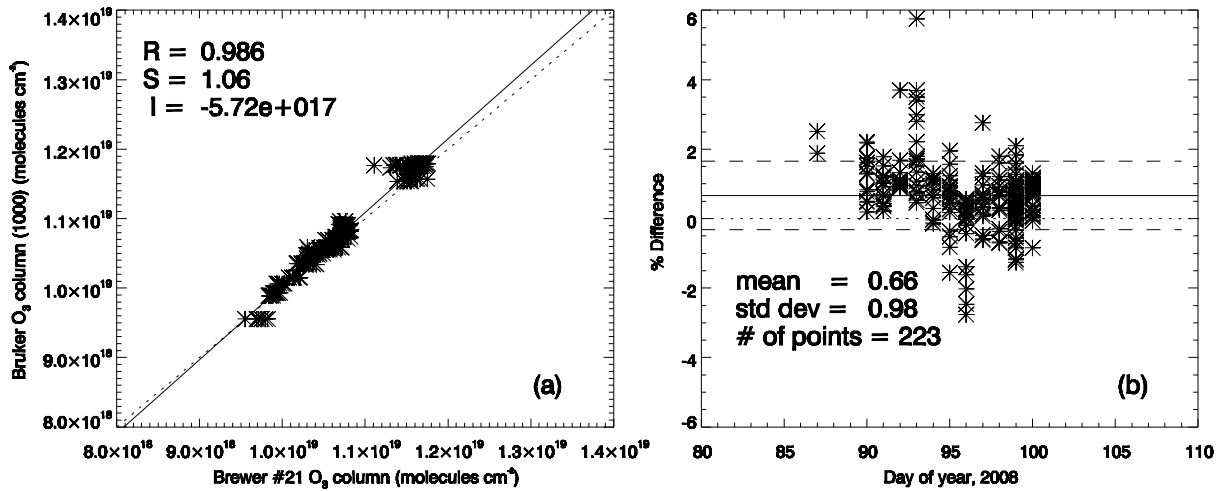 1.4×10¹⁹
1.3×10¹⁹
1.2×10¹⁹
1.1×10¹⁹
1.0×10¹⁹
9.0×10¹⁸
8.0×10¹⁸
Bruker O₃ column (1000) (molecules cm⁻²)
R = 0.986
S = 1.06
I = -5.72e+017
(a)
8.0×10¹⁸ 9.0×10¹⁸ 1.0×10¹⁹ 1.1×10¹⁹ 1.2×10¹⁹ 1.3×10¹⁹ 1.4×10¹⁹
Brewer #21 O₃ column (molecules cm⁻²)
6
4
2
0
-2
-4
-6
% Difference
mean = 0.66
std dev = 0.98
# of points = 223
(b)
80 85 90 95 100 105 110
Day of year, 2008